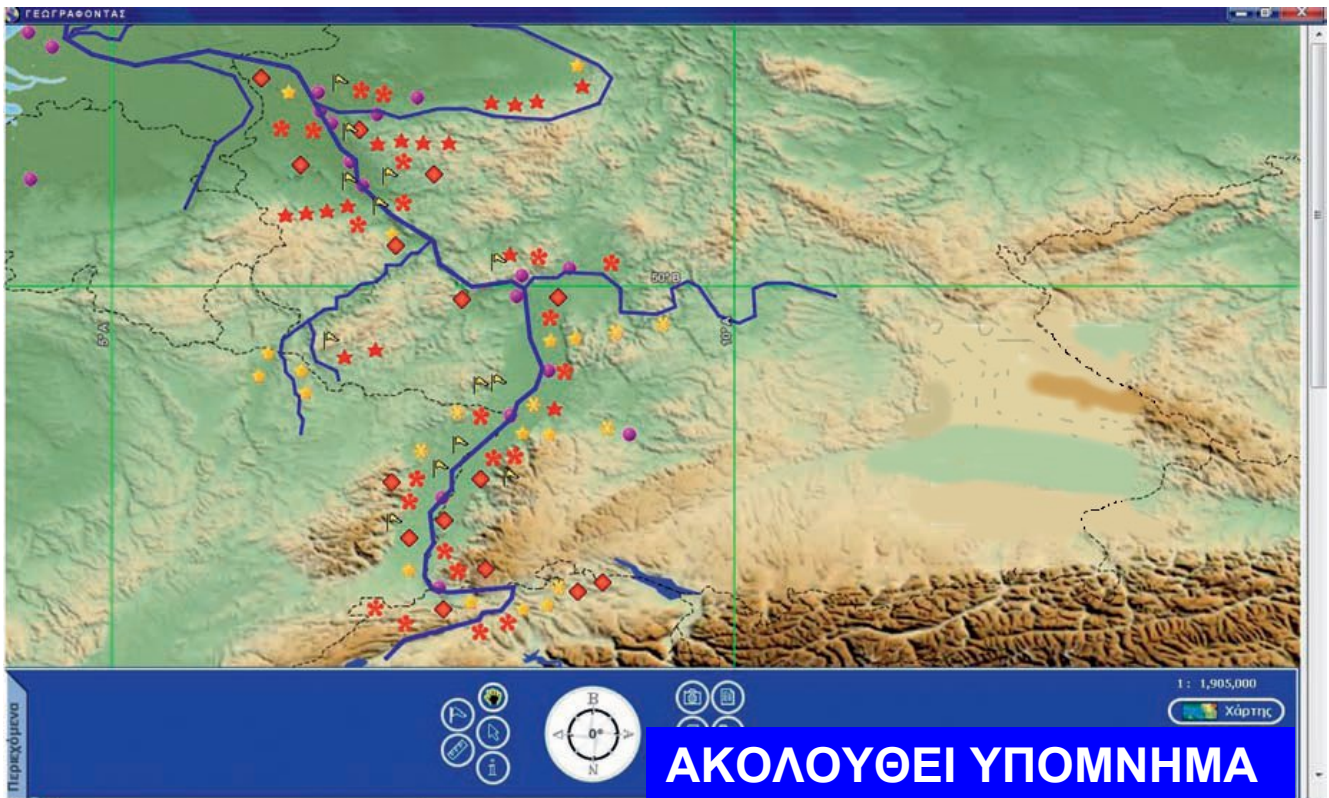 ΓΕΩΓΡΑΦΟΝΤΑΣ
50° Β
5° Α
10° Α
Περιεχόμενα
Β
0°
Ν
1: 1,905,000
Χάρτης
ΑΚΟΛΟΥΘΕΙ ΥΠΟΜΝΗΜΑ